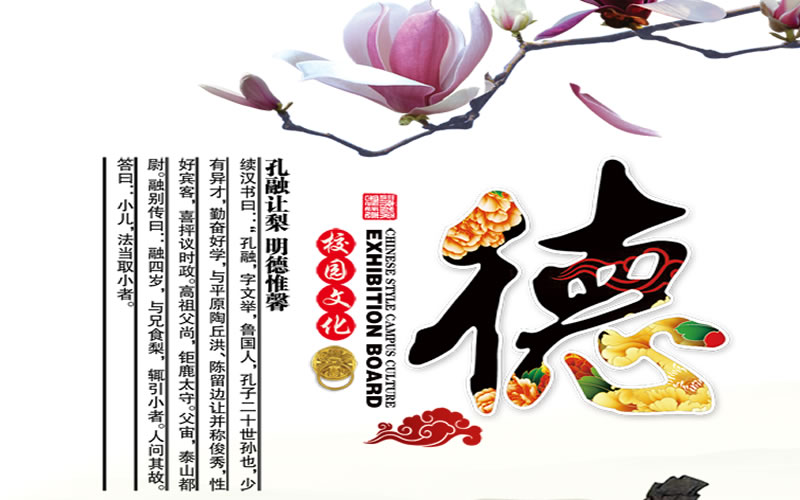 德
CHINESE STYLE CAMPUS CULTURE
EXHIBITION BOARD
校园文化
孔融让梨 明德惟馨
续汉书曰：“孔融，字文举，鲁国人，孔子二十世孙也，少
有异才，勤奋好学，与平原陶丘洪、陈留边让并称俊秀，性
好宾客，喜抨议时政。高祖父尚，钜鹿太守。父宙，泰山都
尉。融别传曰：融四岁，与兄食梨，辄引小者。人问其故。
答曰：小儿，法当取小者。